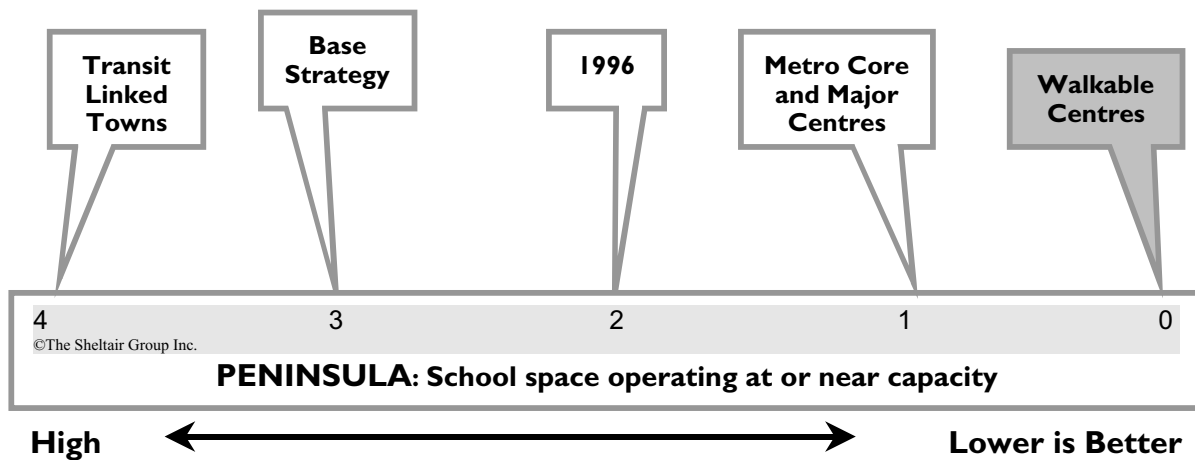 Transit
Linked
Towns
Base
Strategy
1996
Metro Core
and Major
Centres
Walkable
Centres
4 3 2 1 0
©The Sheltair Group Inc.
PENINSULA: School space operating at or near capacity
High Lower is Better